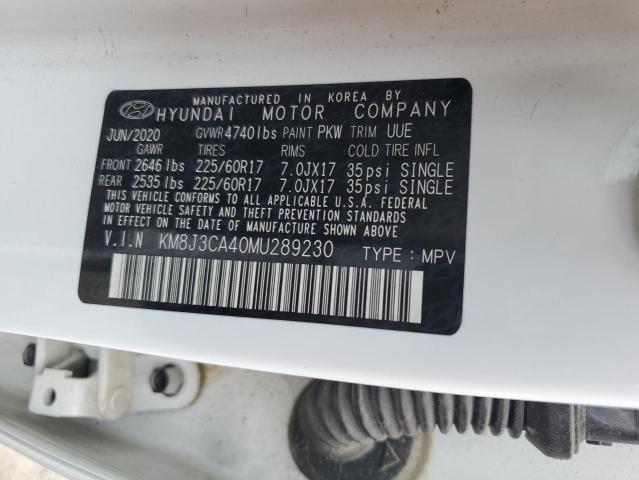 MANUFACTURED IN KOREA BY
HYUNDAI MOTOR COMPANY
JUN/2020 GVWR 4740lbs PAINT PKW TRIM UUE
GAWR TIRES RIMS COLD TIRE INFL
FRONT 2646 lbs 225/60R17 7.0JX17 35psi SINGLE
REAR 2535 lbs 225/60R17 7.0JX17 35psi SINGLE
THIS VEHICLE CONFORMS TO ALL APPLICABLE U.S.A. FEDERAL
MOTOR VEHICLE SAFETY AND THEFT PREVENTION STANDARDS
IN EFFECT ON THE DATE OF MANUFACTURE SHOWN ABOVE
V.I.N KM8J3CA40MU289230 TYPE : MPV